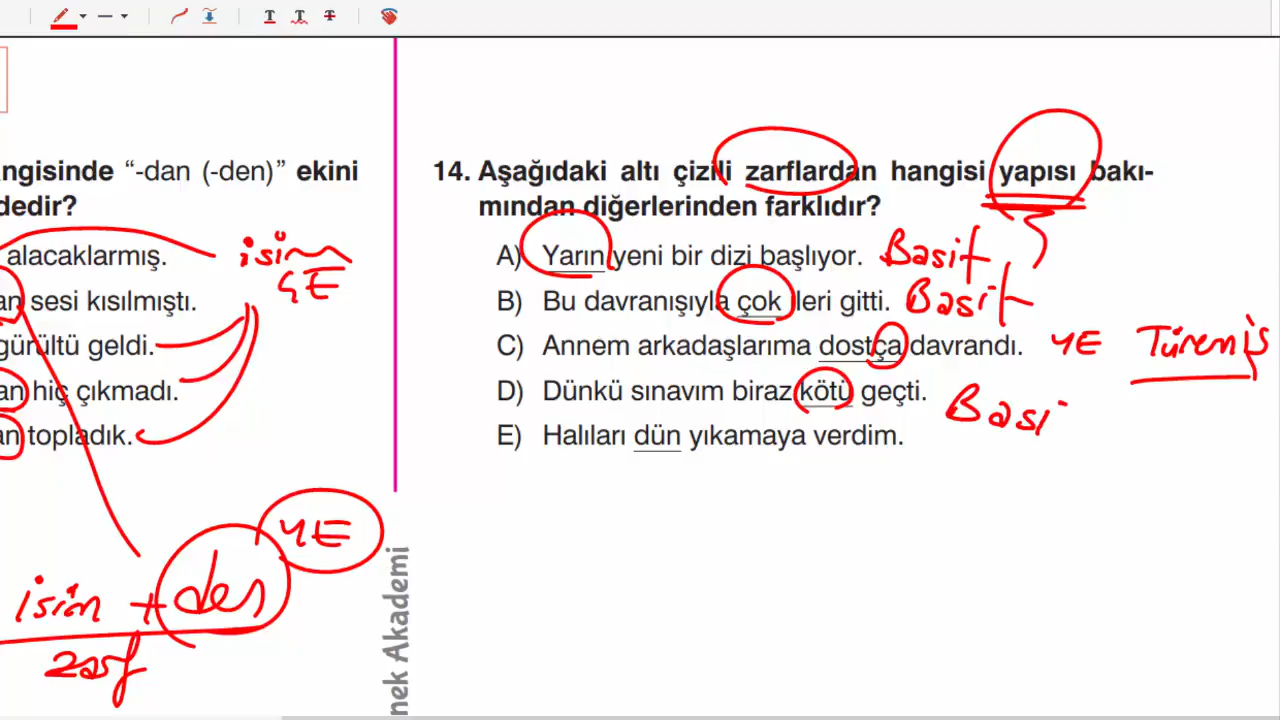 ngisinde “-dan (-den)” ekini
dedir?
alacaklarmış.
an sesi kısılmıştı.
gürültü geldi.
an hiç çıkmadı.
an topladık.
isim
ÇE
YE
isim + den
zarf
nek Akademi
14. Aşağıdaki altı çizili zarflardan hangisi yapısı bakı-
mından diğerlerinden farklıdır?
A) Yarın yeni bir dizi başlıyor. Basit
B) Bu davranışıyla çok ileri gitti. Basit
C) Annem arkadaşlarıma dostça davrandı. YE Türemiş
D) Dünkü sınavım biraz kötü geçti. Basi
E) Halıları dün yıkamaya verdim.